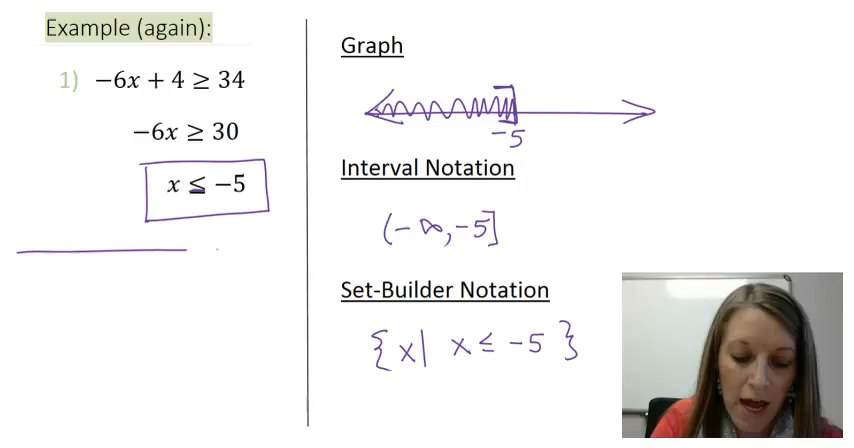 Example (again):
1) −6x + 4 ≥ 34
−6x ≥ 30
x ≤ −5
Graph
−5
Interval Notation
(−∞, −5]
Set-Builder Notation
{x| x ≤ −5}